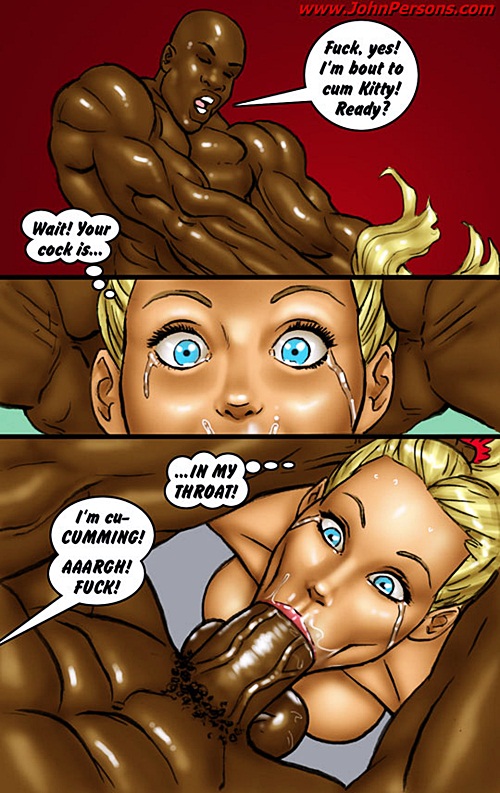 www.JohnPersons.com
Fuck, yes!
I'm bout to
cum Kitty!
Ready?
Wait! Your
cock is...
...IN MY
THROAT!
I'm cu-
CUMMING!
AAARGH!
FUCK!